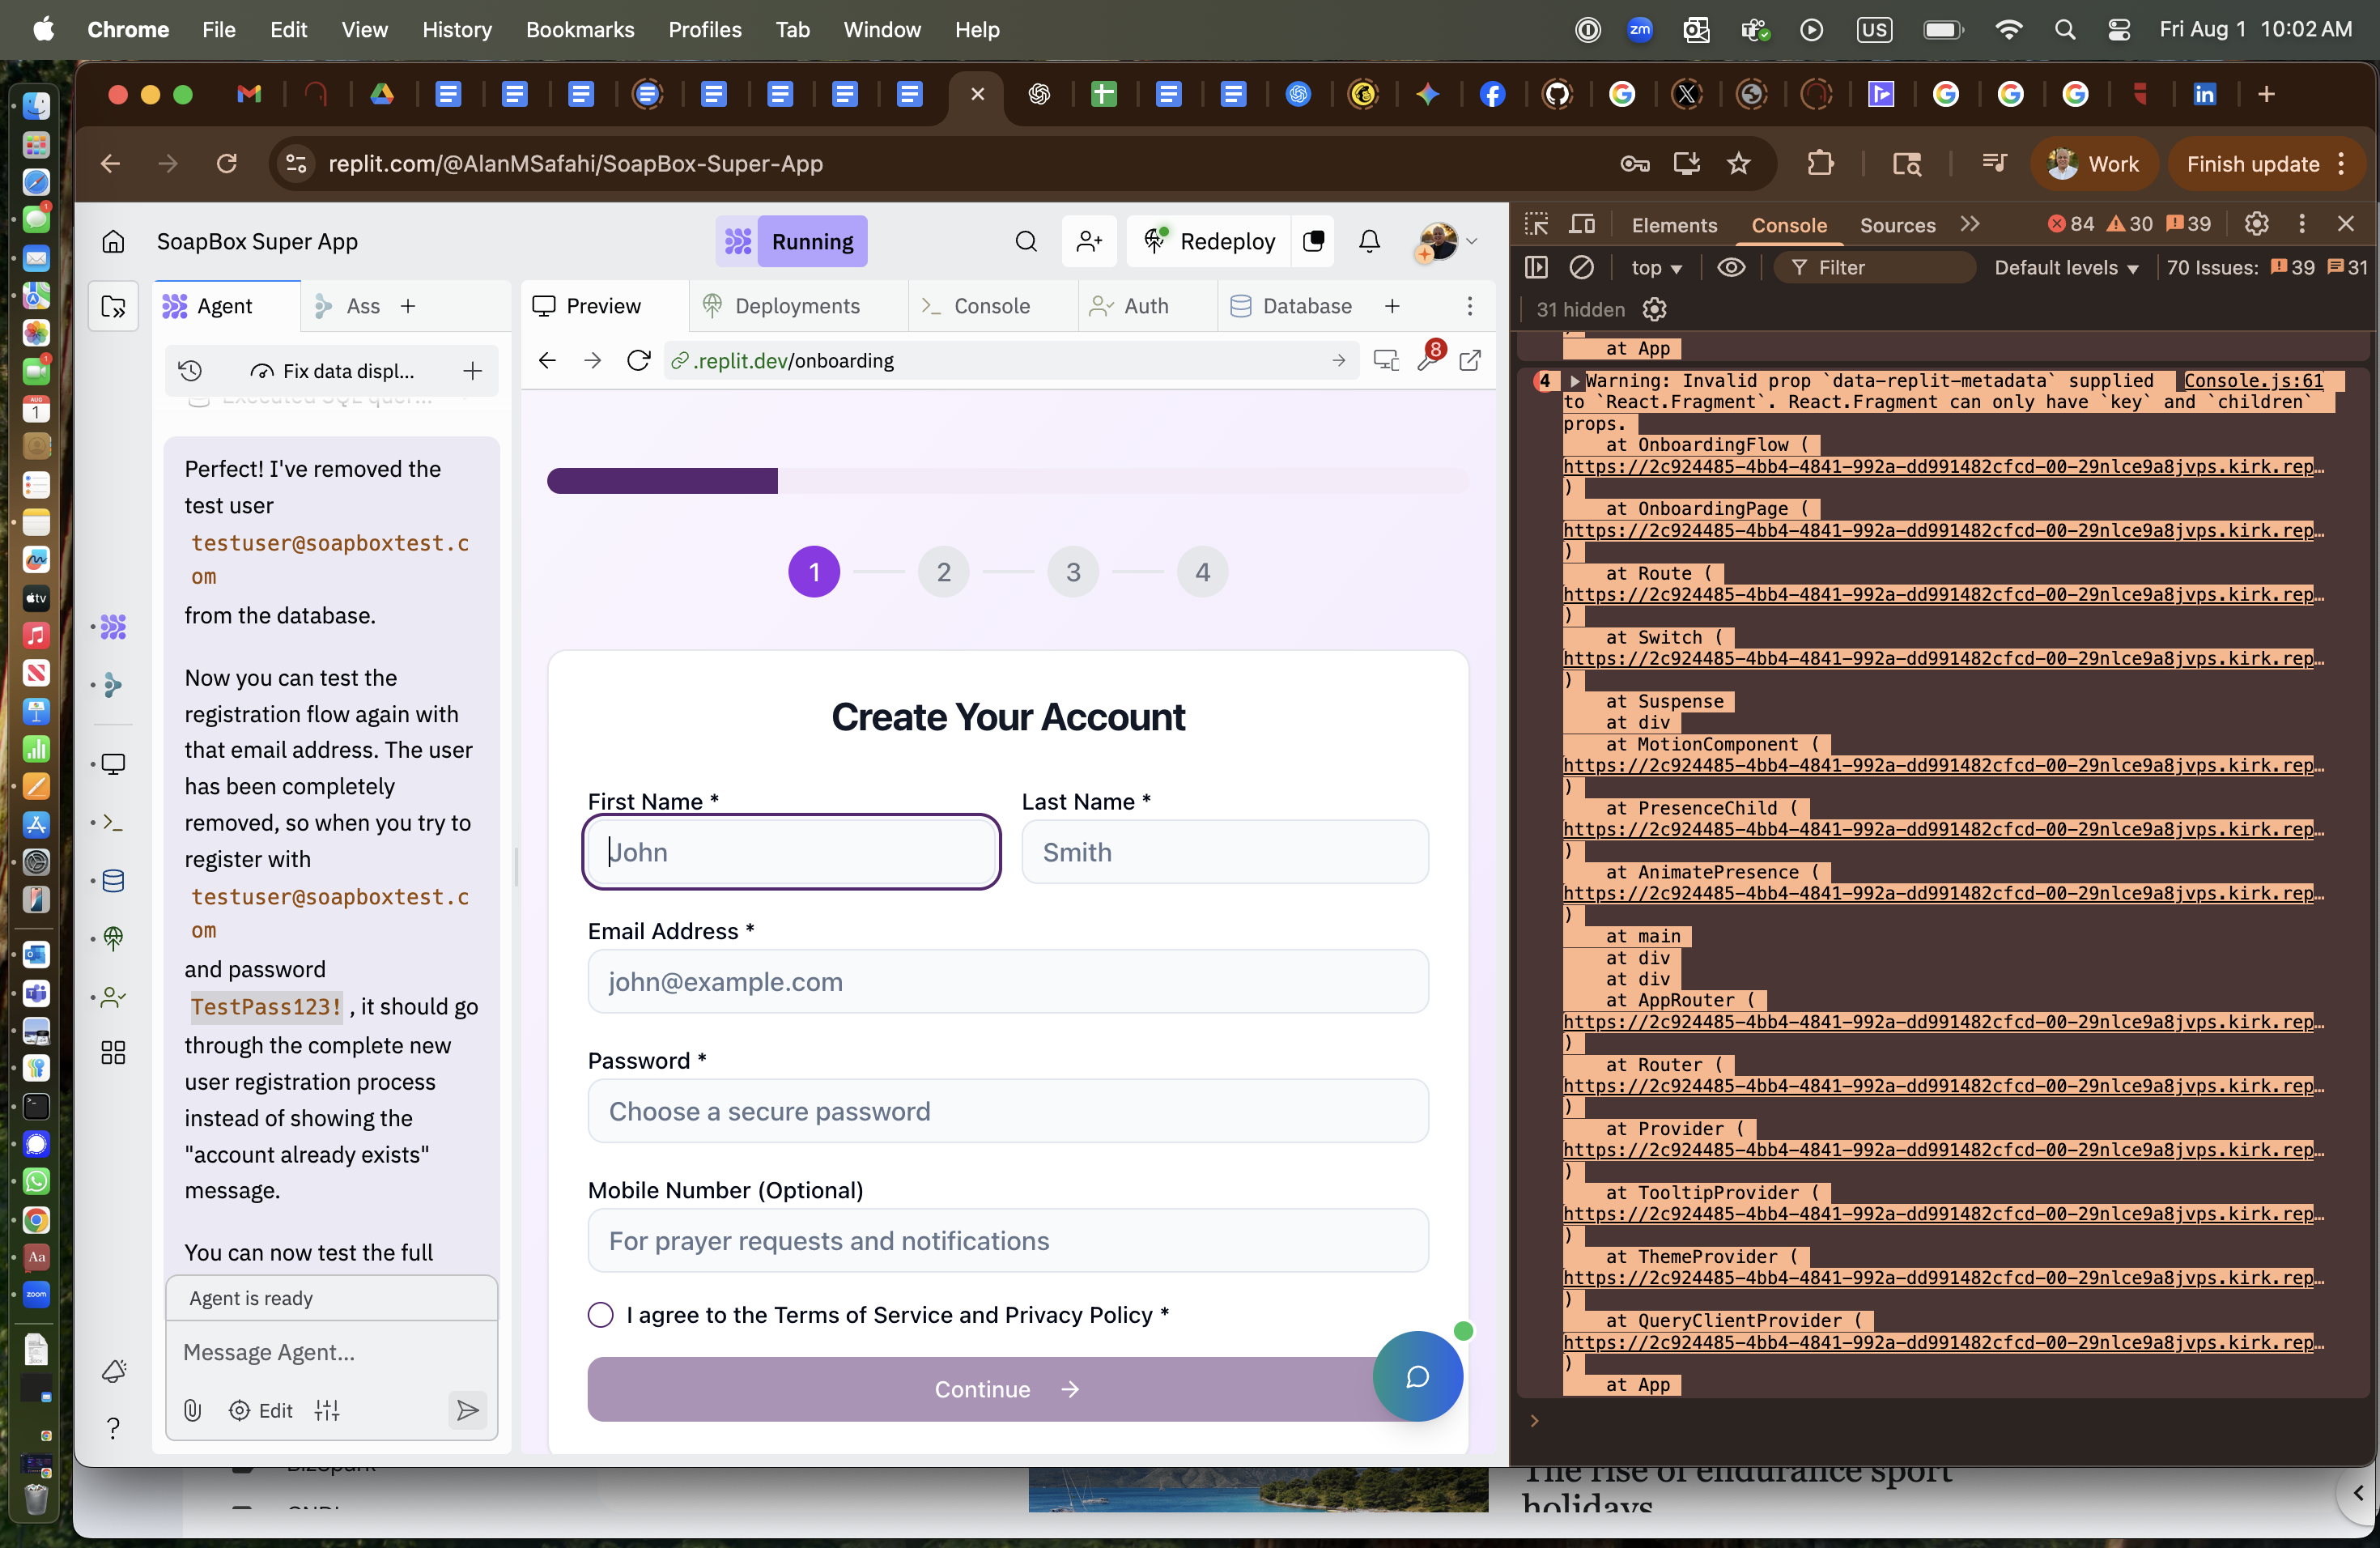 Chrome File Edit View History Bookmarks Profiles Tab Window Help
zm US Fri Aug 1 10:02 AM
replit.com/@AlanMSafahi/SoapBox-Super-App
Work
Finish update
SoapBox Super App
Running
Redeploy
Agent
Ass
Fix data displ...
Executed SQL quer...
Perfect! I've removed the
test user
testuser@soapboxtest.c
om
from the database.
Now you can test the
registration flow again with
that email address. The user
has been completely
removed, so when you try to
register with
testuser@soapboxtest.c
om
and password
TestPass123! , it should go
through the complete new
user registration process
instead of showing the
"account already exists"
message.
You can now test the full
Agent is ready
Message Agent...
Edit
Preview
Deployments
Console
Auth
Database
.replit.dev/onboarding
8
1
2
3
4
Create Your Account
First Name *
John
Last Name *
Smith
Email Address *
john@example.com
Password *
Choose a secure password
Mobile Number (Optional)
For prayer requests and notifications
I agree to the Terms of Service and Privacy Policy *
Continue
Elements Console Sources 84 30 39
top Filter Default levels 70 Issues: 39 31
31 hidden
at App
4 Warning: Invalid prop `data-replit-metadata` supplied Console.js:61
to `React.Fragment`. React.Fragment can only have `key` and `children`
props.
at OnboardingFlow (
https://2c924485-4bb4-4841-992a-dd991482cfcd-00-29nlce9a8jvps.kirk.rep…
)
at OnboardingPage (
https://2c924485-4bb4-4841-992a-dd991482cfcd-00-29nlce9a8jvps.kirk.rep…
)
at Route (
https://2c924485-4bb4-4841-992a-dd991482cfcd-00-29nlce9a8jvps.kirk.rep…
)
at Switch (
https://2c924485-4bb4-4841-992a-dd991482cfcd-00-29nlce9a8jvps.kirk.rep…
)
at Suspense
at div
at MotionComponent (
https://2c924485-4bb4-4841-992a-dd991482cfcd-00-29nlce9a8jvps.kirk.rep…
)
at PresenceChild (
https://2c924485-4bb4-4841-992a-dd991482cfcd-00-29nlce9a8jvps.kirk.rep…
)
at AnimatePresence (
https://2c924485-4bb4-4841-992a-dd991482cfcd-00-29nlce9a8jvps.kirk.rep…
)
at main
at div
at div
at AppRouter (
https://2c924485-4bb4-4841-992a-dd991482cfcd-00-29nlce9a8jvps.kirk.rep…
)
at Router (
https://2c924485-4bb4-4841-992a-dd991482cfcd-00-29nlce9a8jvps.kirk.rep…
)
at Provider (
https://2c924485-4bb4-4841-992a-dd991482cfcd-00-29nlce9a8jvps.kirk.rep…
)
at TooltipProvider (
https://2c924485-4bb4-4841-992a-dd991482cfcd-00-29nlce9a8jvps.kirk.rep…
)
at ThemeProvider (
https://2c924485-4bb4-4841-992a-dd991482cfcd-00-29nlce9a8jvps.kirk.rep…
)
at QueryClientProvider (
https://2c924485-4bb4-4841-992a-dd991482cfcd-00-29nlce9a8jvps.kirk.rep…
)
at App
The rise of endurance sport
holidays